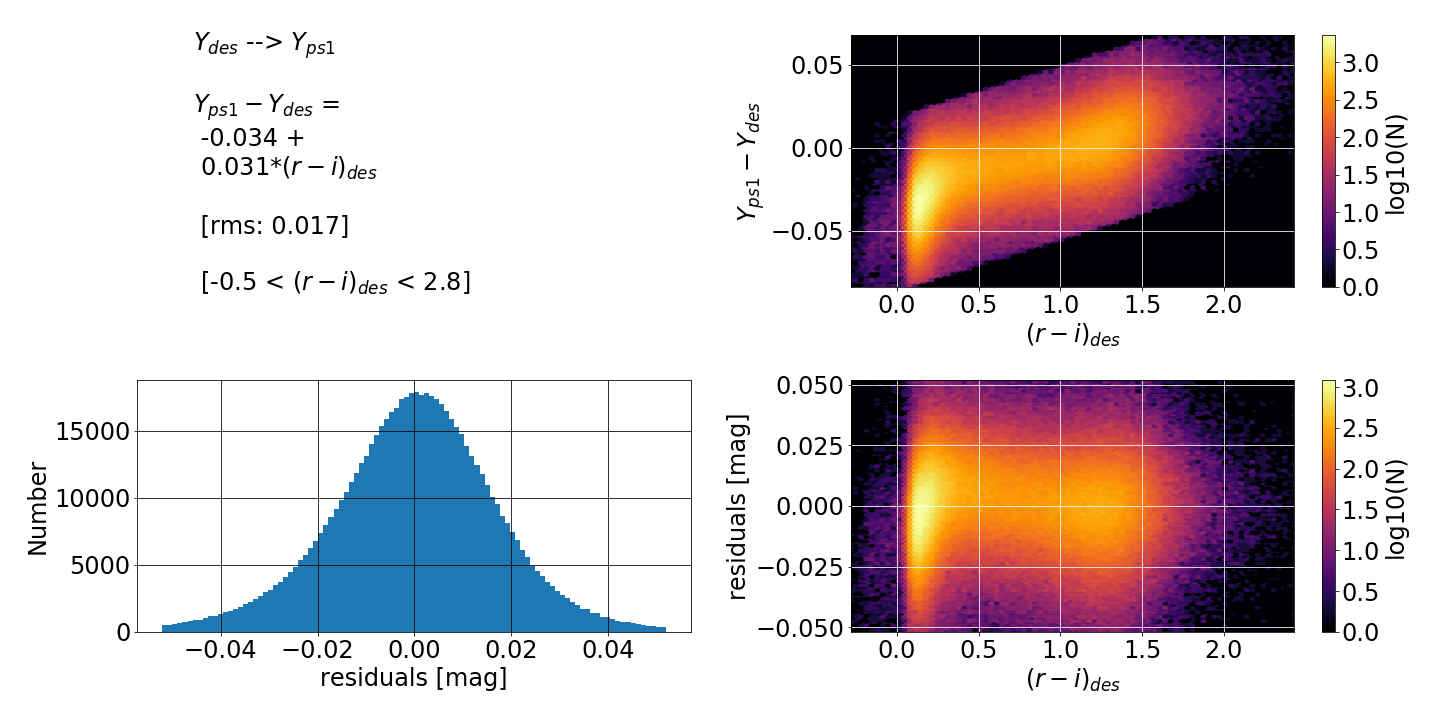 Y_des --> Y_ps1
Y_ps1 − Y_des =
-0.034 +
0.031*(r − i)_des
[rms: 0.017]
[-0.5 < (r − i)_des < 2.8]
0.05
0.00
−0.05
Y_ps1 − Y_des
0.0 0.5 1.0 1.5 2.0
(r − i)_des
3.0
2.5
2.0
1.5
1.0
0.5
0.0
log10(N)
15000
10000
5000
0
Number
−0.04 −0.02 0.00 0.02 0.04
residuals [mag]
0.050
0.025
0.000
−0.025
−0.050
residuals [mag]
0.0 0.5 1.0 1.5 2.0
(r − i)_des
3.0
2.5
2.0
1.5
1.0
0.5
0.0
log10(N)